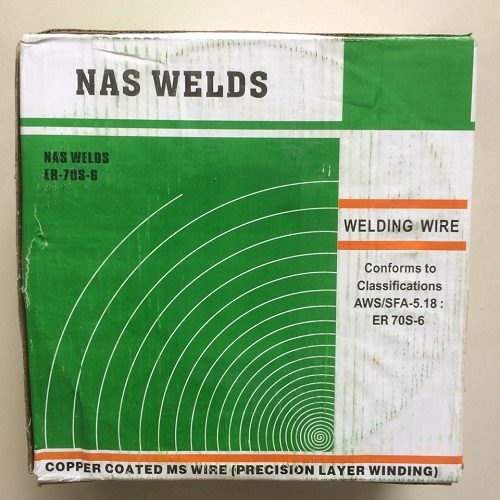 NAS WELDS
NAS WELDS
ER-70S-6
WELDING WIRE
Conforms to
Classifications
AWS/SFA-5.18 :
ER 70S-6
COPPER COATED MS WIRE (PRECISION LAYER WINDING)